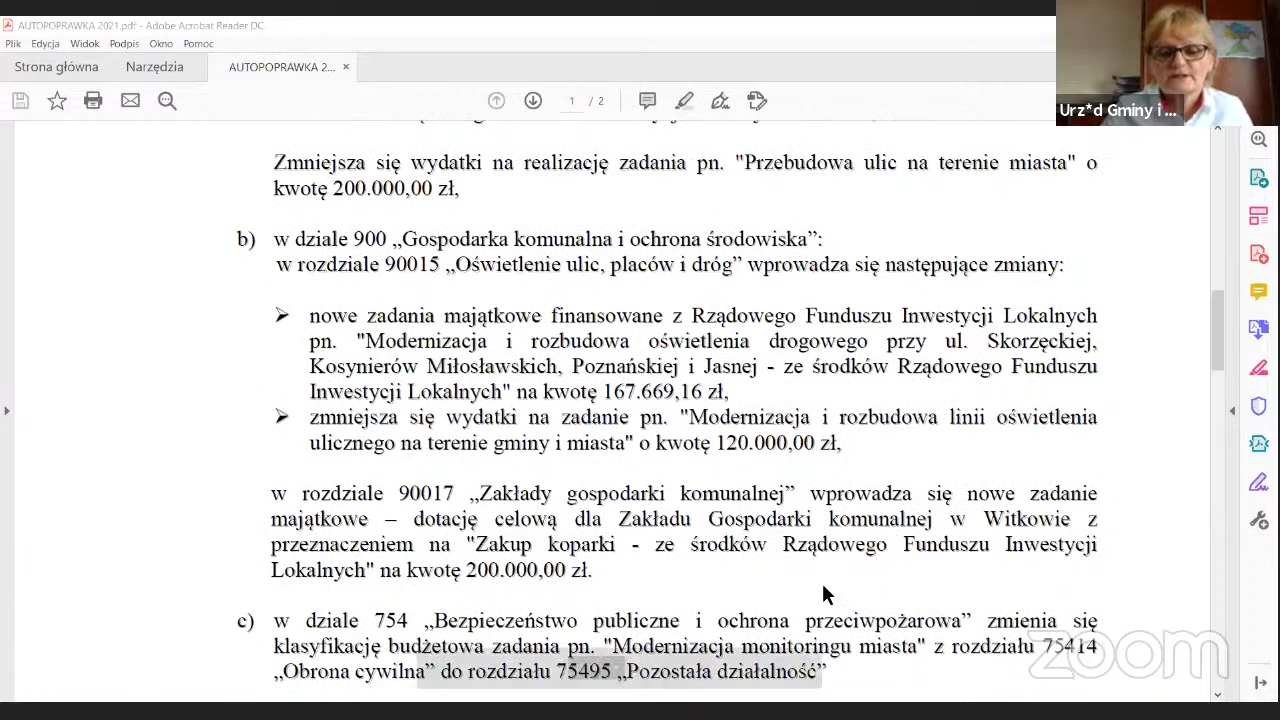 AUTOPOPRAWKA 2021.pdf - Adobe Acrobat Reader DC
Plik Edycja Widok Podpis Okno Pomoc
Strona główna Narzędzia AUTOPOPRAWKA 2... ×
1 / 2
Urz*d Gminy i ...
Zmniejsza się wydatki na realizację zadania pn. "Przebudowa ulic na terenie miasta" o
kwotę 200.000,00 zł,
b) w dziale 900 „Gospodarka komunalna i ochrona środowiska":
w rozdziale 90015 „Oświetlenie ulic, placów i dróg” wprowadza się następujące zmiany:
➢ nowe zadania majątkowe finansowane z Rządowego Funduszu Inwestycji Lokalnych
pn. "Modernizacja i rozbudowa oświetlenia drogowego przy ul. Skorzęckiej,
Kosynierów Miłosławskich, Poznańskiej i Jasnej - ze środków Rządowego Funduszu
Inwestycji Lokalnych" na kwotę 167.669,16 zł,
➢ zmniejsza się wydatki na zadanie pn. "Modernizacja i rozbudowa linii oświetlenia
ulicznego na terenie gminy i miasta" o kwotę 120.000,00 zł,
w rozdziale 90017 „Zakłady gospodarki komunalnej” wprowadza się nowe zadanie
majątkowe – dotację celową dla Zakładu Gospodarki komunalnej w Witkowie z
przeznaczeniem na "Zakup koparki - ze środków Rządowego Funduszu Inwestycji
Lokalnych" na kwotę 200.000,00 zł.
c) w dziale 754 „Bezpieczeństwo publiczne i ochrona przeciwpożarowa” zmienia się
klasyfikację budżetowa zadania pn. "Modernizacja monitoringu miasta" z rozdziału 75414
„Obrona cywilna” do rozdziału 75495 „Pozostała działalność”
zoom